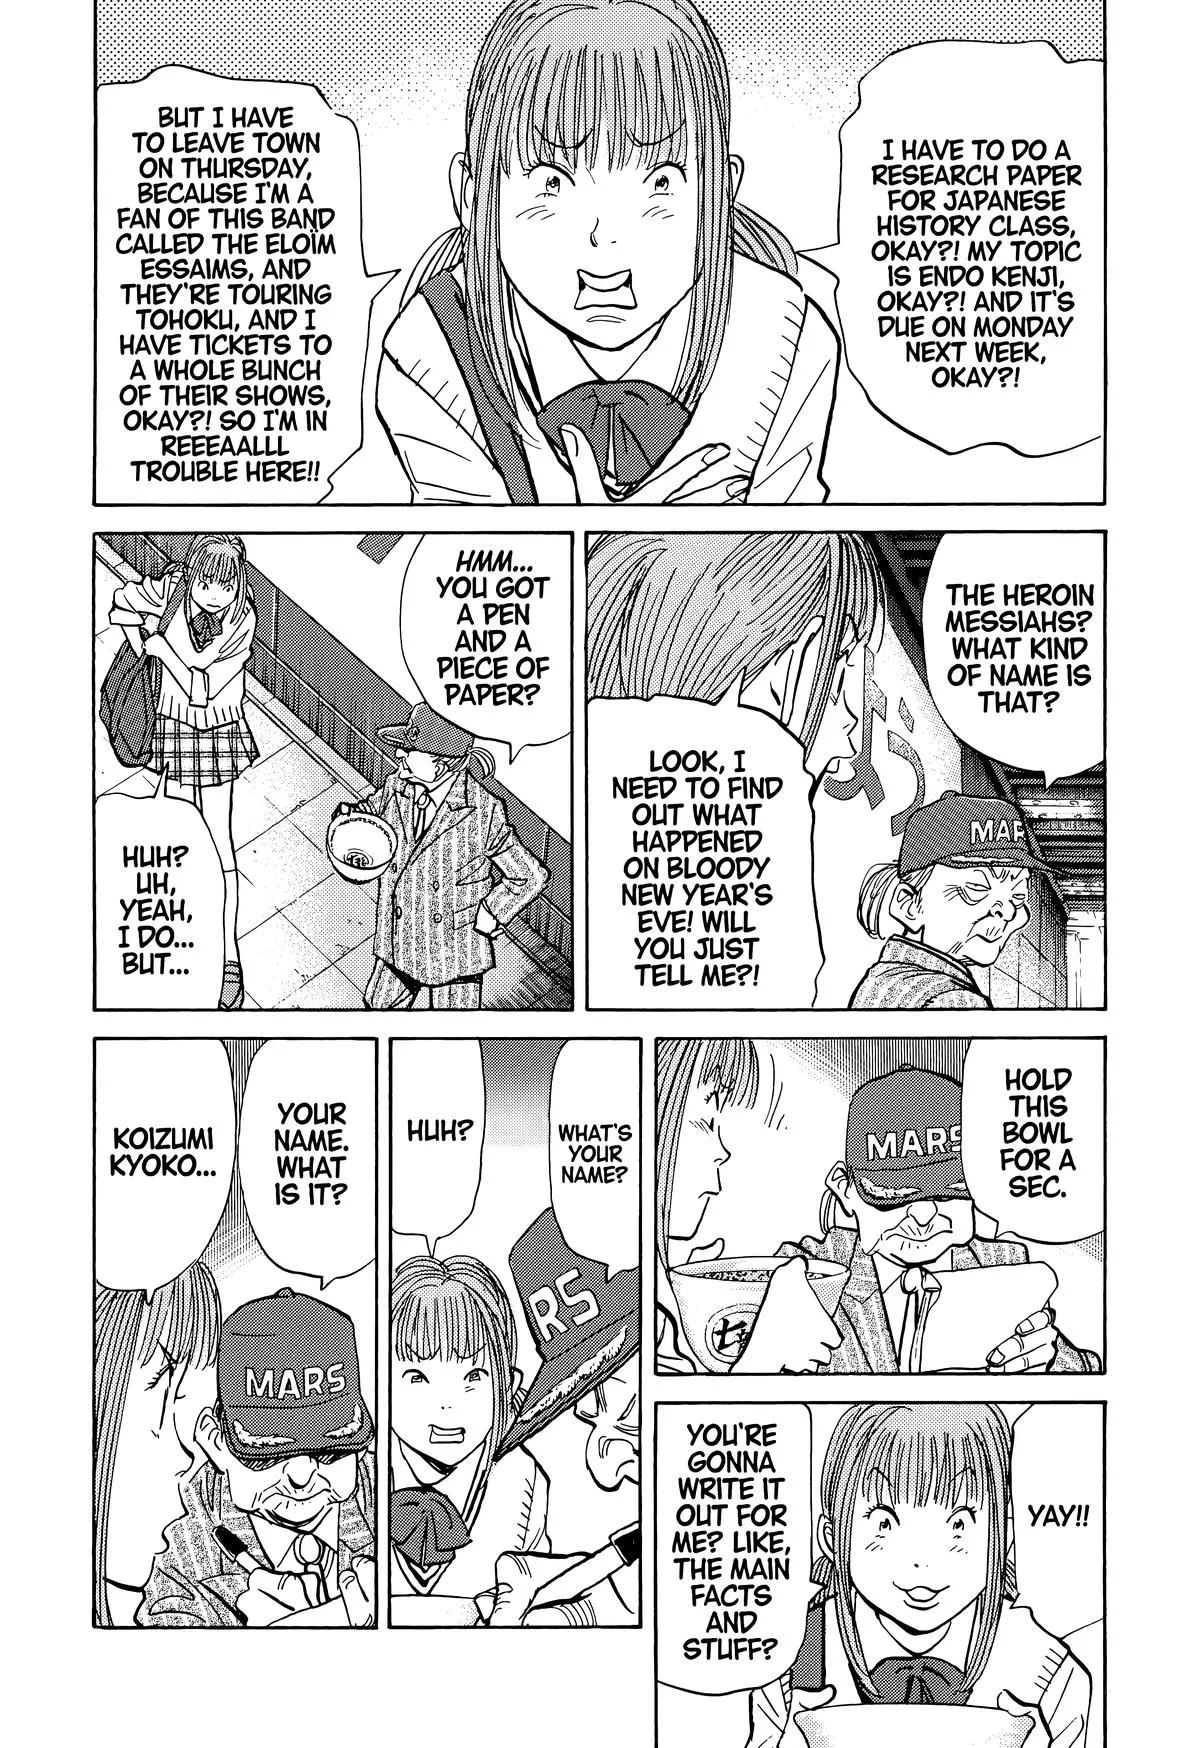 I HAVE TO DO A
RESEARCH PAPER
FOR JAPANESE
HISTORY CLASS,
OKAY?! MY TOPIC
IS ENDO KENJI,
OKAY?! AND IT'S
DUE ON MONDAY
NEXT WEEK,
OKAY?!
BUT I HAVE
TO LEAVE TOWN
ON THURSDAY,
BECAUSE I'M A
FAN OF THIS BAND
CALLED THE ELOÏM
ESSAIMS, AND
THEY'RE TOURING
TOHOKU, AND I
HAVE TICKETS TO
A WHOLE BUNCH
OF THEIR SHOWS,
OKAY?! SO I'M IN
REEEAALLL
TROUBLE HERE!!
THE HEROIN
MESSIAHS?
WHAT KIND
OF NAME IS
THAT?
LOOK, I
NEED TO FIND
OUT WHAT
HAPPENED
ON BLOODY
NEW YEAR'S
EVE! WILL
YOU JUST
TELL ME?!
MAR
HMM...
YOU GOT
A PEN
AND A
PIECE OF
PAPER?
HUH?
UH,
YEAH,
I DO...
BUT...
HOLD
THIS
BOWL
FOR A
SEC.
MARS
七
YAY!!
YOU'RE
GONNA
WRITE IT
OUT FOR
ME? LIKE,
THE MAIN
FACTS
AND
STUFF?
WHAT'S
YOUR
NAME?
HUH?
RS
YOUR
NAME.
WHAT
IS IT?
KOIZUMI
KYOKO...
MARS